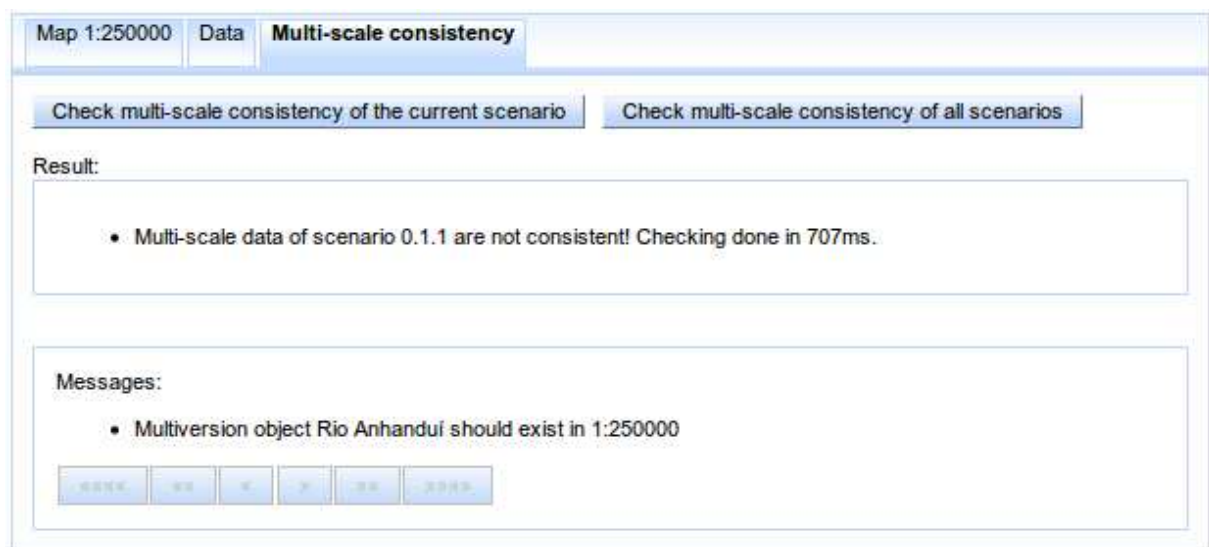 Map 1:250000 Data Multi-scale consistency
Check multi-scale consistency of the current scenario Check multi-scale consistency of all scenarios
Result:
• Multi-scale data of scenario 0.1.1 are not consistent! Checking done in 707ms.
Messages:
• Multiversion object Rio Anhanduí should exist in 1:250000
«««« «« « » »» »»»»